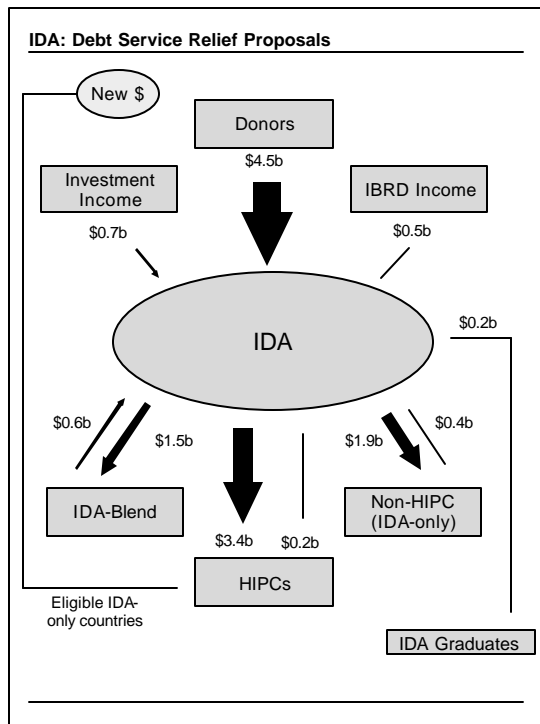 IDA: Debt Service Relief Proposals
New $
Donors
$4.5b
Investment
Income
$0.7b
IBRD Income
$0.5b
IDA
$0.2b
$0.6b
$1.5b
$1.9b
$0.4b
IDA-Blend
Non-HIPC
(IDA-only)
$3.4b
$0.2b
HIPCs
Eligible IDA-
only countries
IDA Graduates